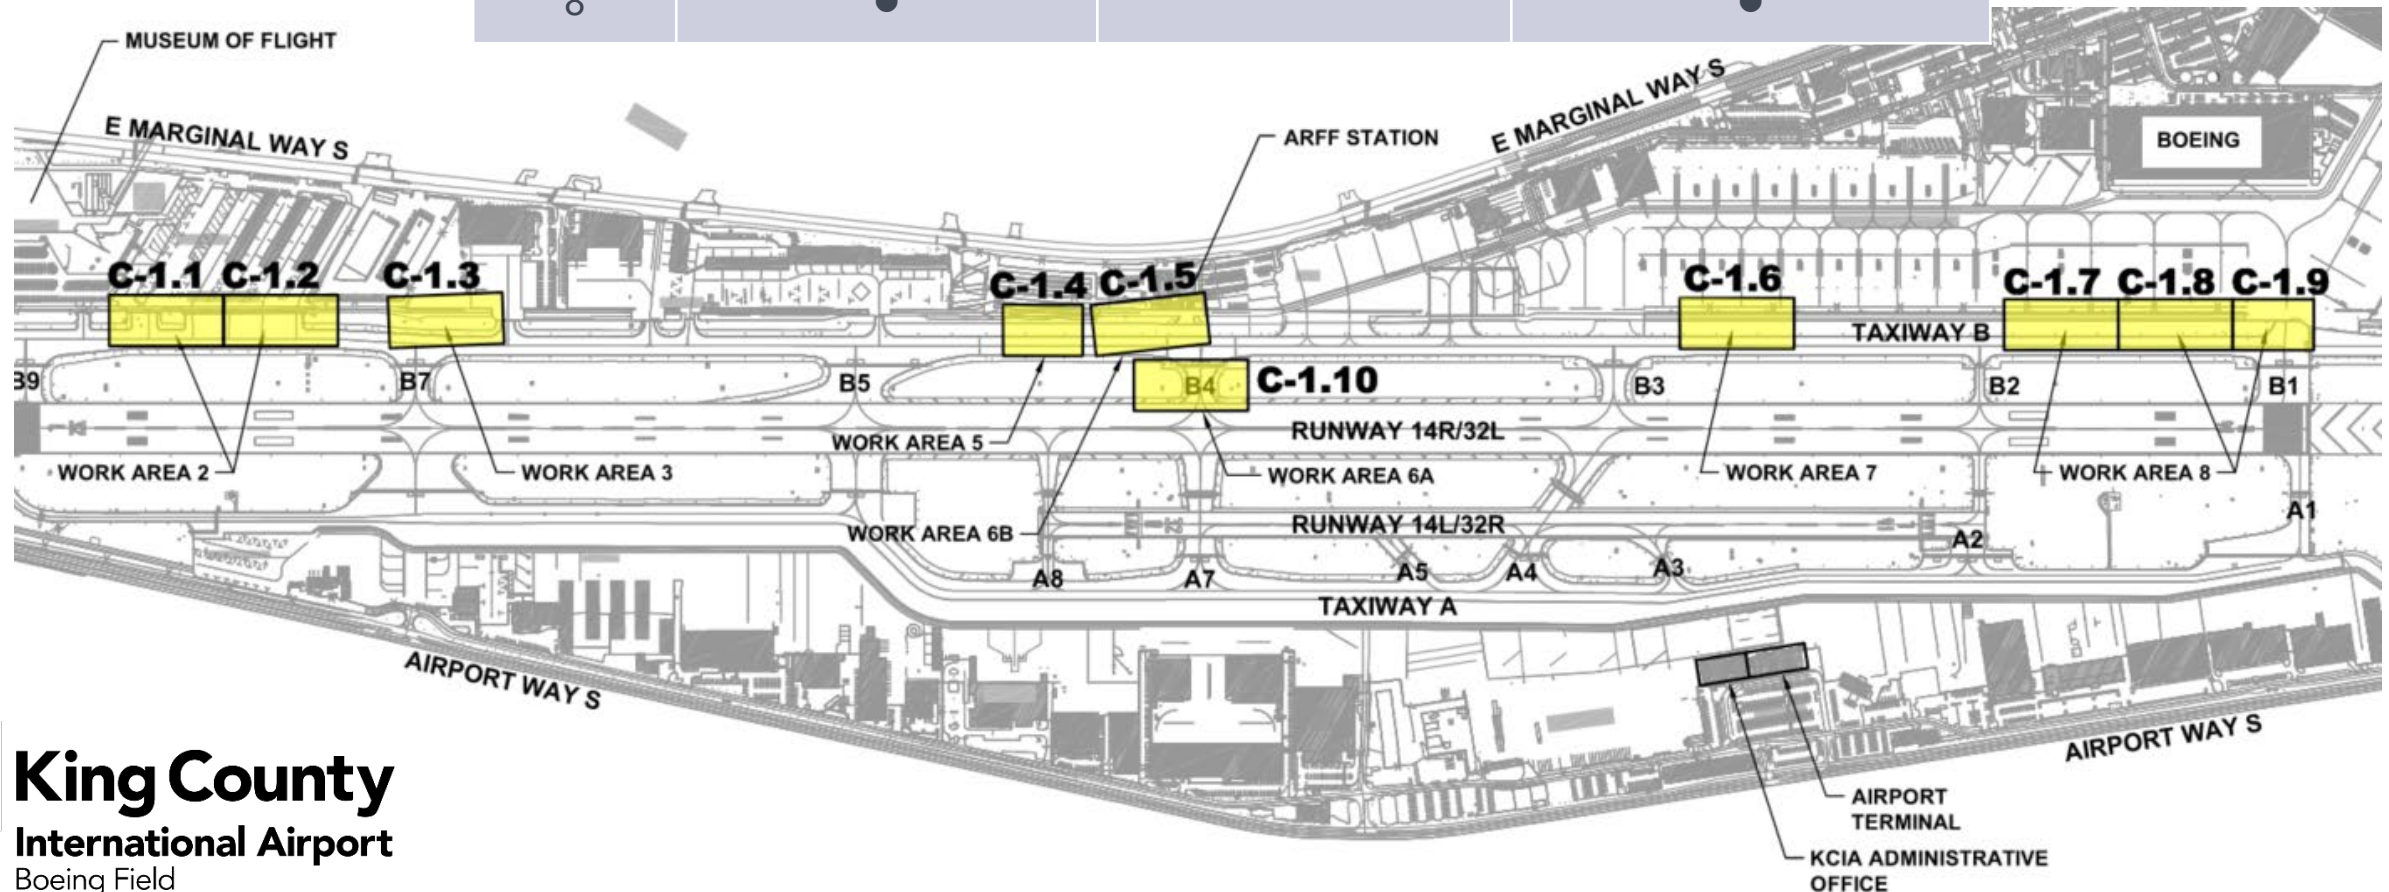 MUSEUM OF FLIGHT
E MARGINAL WAY S
E MARGINAL WAY S
ARFF STATION
BOEING
C-1.1
C-1.2
C-1.3
C-1.4
C-1.5
C-1.6
C-1.7
C-1.8
C-1.9
TAXIWAY B
B9
B7
B5
B4
C-1.10
B3
B2
B1
RUNWAY 14R/32L
WORK AREA 5
WORK AREA 2
WORK AREA 3
WORK AREA 6A
WORK AREA 7
WORK AREA 8
A1
RUNWAY 14L/32R
WORK AREA 6B
A2
A8
A7
A5
A4
A3
TAXIWAY A
AIRPORT WAY S
AIRPORT WAY S
AIRPORT
TERMINAL
KCIA ADMINISTRATIVE
OFFICE
King County
International Airport
Boeing Field